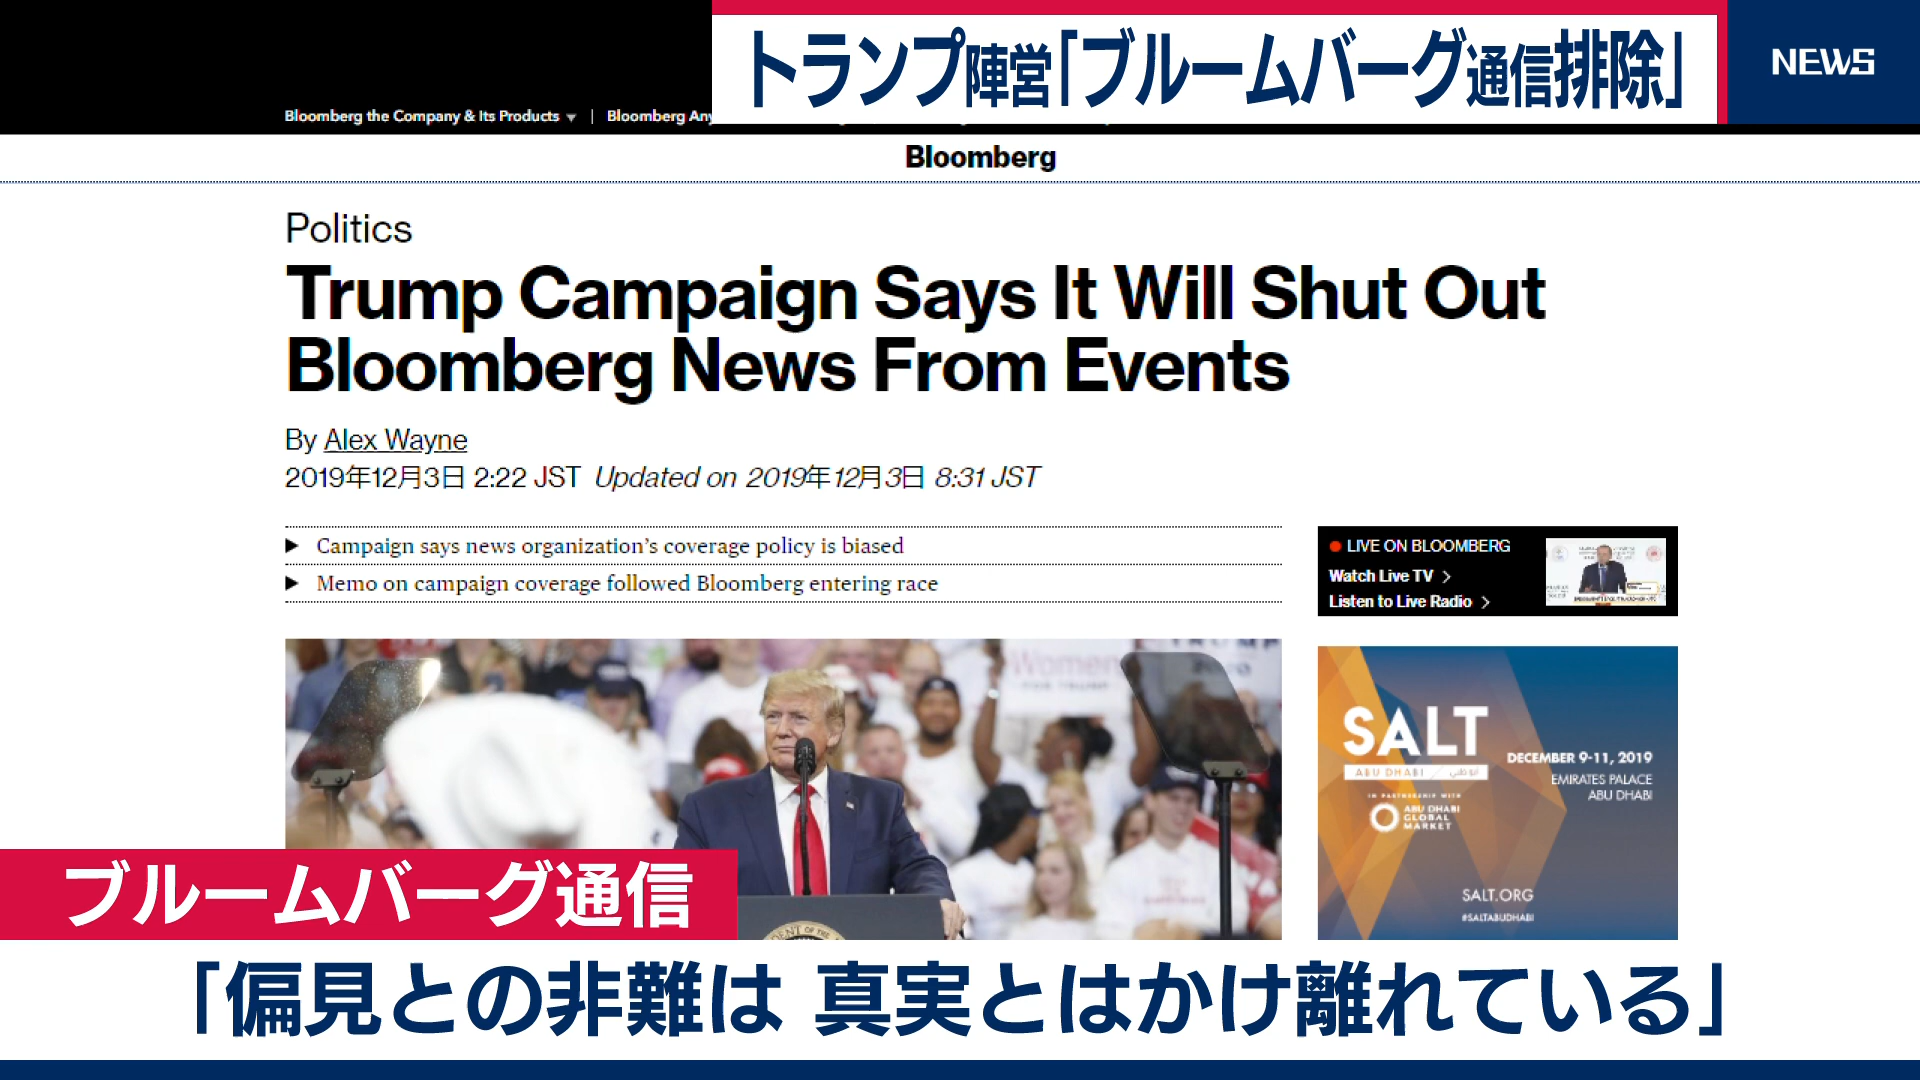 トランプ陣営「ブルームバーグ通信排除」
NEWS
Bloomberg the Company & Its Products ▼ | Bloomberg Any
Bloomberg
Politics
Trump Campaign Says It Will Shut Out
Bloomberg News From Events
By Alex Wayne
2019年12月3日 2:22 JST Updated on 2019年12月3日 8:31 JST
Campaign says news organization's coverage policy is biased
Memo on campaign coverage followed Bloomberg entering race
LIVE ON BLOOMBERG
Watch Live TV >
Listen to Live Radio >
Women
FOR TRUMP
SALT
ABU DHABI / أبوظبي
DECEMBER 9-11, 2019
EMIRATES PALACE
ABU DHABI
IN PARTNERSHIP WITH
ABU DHABI
GLOBAL
MARKET
SALT.ORG
#SALTABUDHABI
ブルームバーグ通信
「偏見との非難は 真実とはかけ離れている」